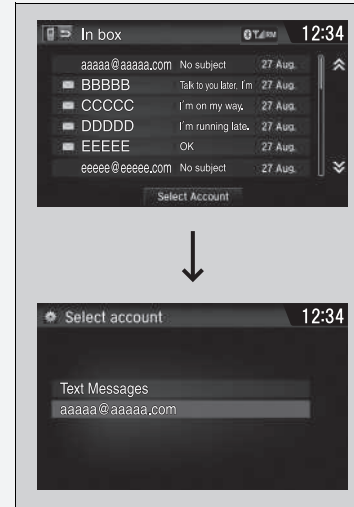 In box 12:34
aaaaa@aaaaa.com No subject 27 Aug.
BBBBB Talk to you later. I'm 27 Aug.
CCCCC I'm on my way. 27 Aug.
DDDDD I'm running late. 27 Aug.
EEEEE OK 27 Aug.
eeeee@eeeee.com No subject 27 Aug.
Select Account
Select account 12:34
Text Messages
aaaaa@aaaaa.com